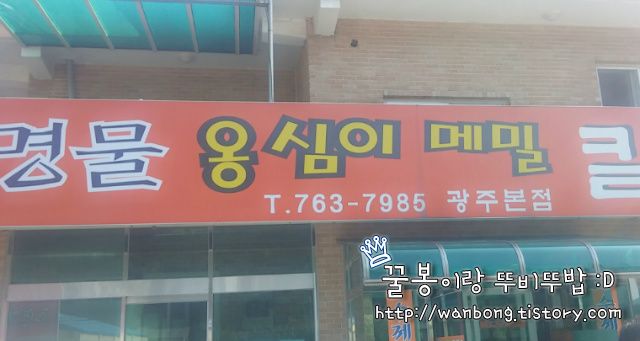 명물 옹심이 메밀 칼
T.763-7985 광주본점
꿀봉이랑 뚜비뚜밥 :D
http://wanbong.tistory.com